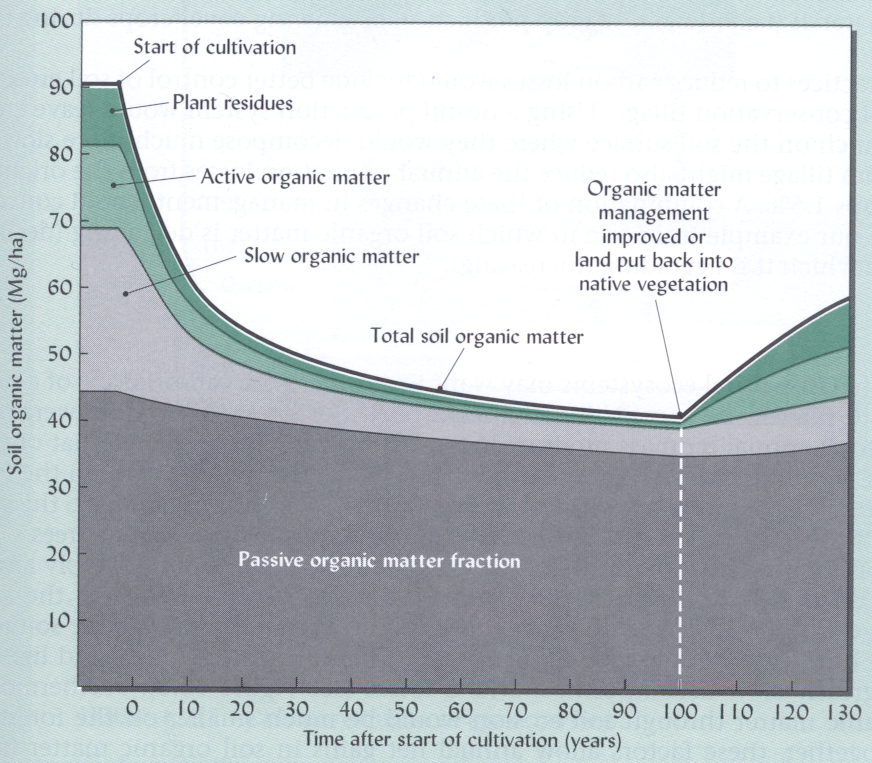 100
90
80
70
60
50
40
30
20
10
Soil organic matter (Mg/ha)
Start of cultivation
Plant residues
Active organic matter
Slow organic matter
Total soil organic matter
Organic matter
management
improved or
land put back into
native vegetation
Passive organic matter fraction
0 10 20 30 40 50 60 70 80 90 100 110 120 130
Time after start of cultivation (years)